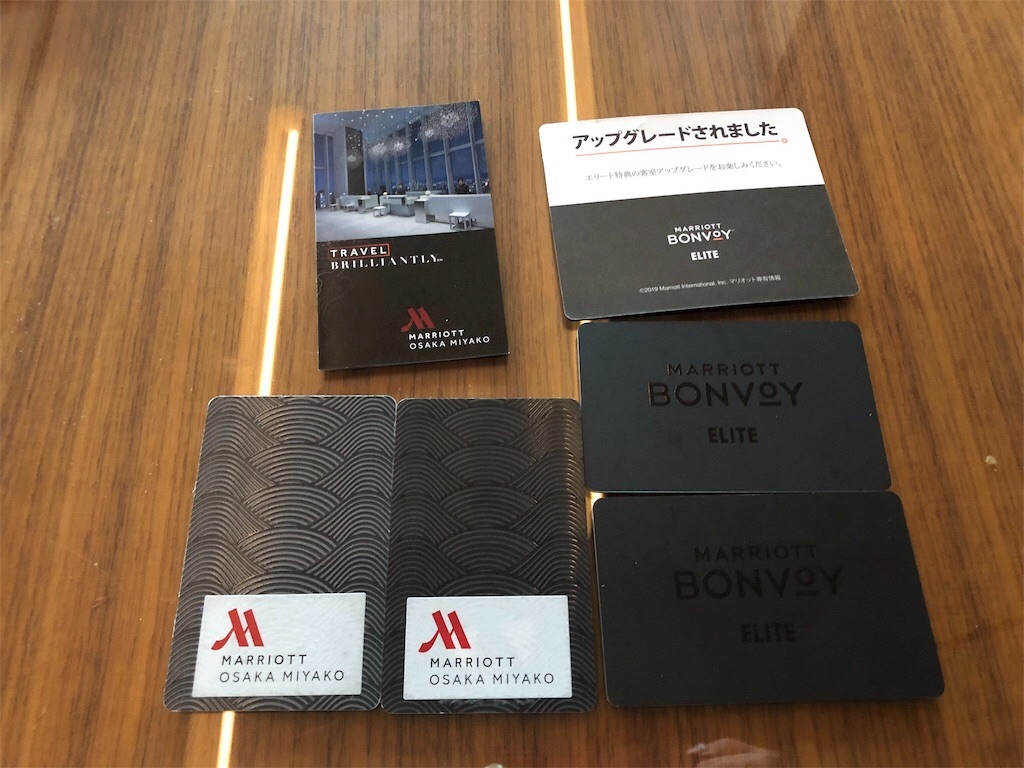 TRAVEL
BRILLIANTLY
MARRIOTT
OSAKA MIYAKO
アップグレードされました。
エリート特典の客室アップグレードをお楽しみください。
MARRIOTT
BONVOY
ELITE
©2019 Marriott International, Inc. マリオット専有情報
MARRIOTT
BONVOY
ELITE
MARRIOTT
BONVOY
ELITE
MARRIOTT
OSAKA MIYAKO
MARRIOTT
OSAKA MIYAKO